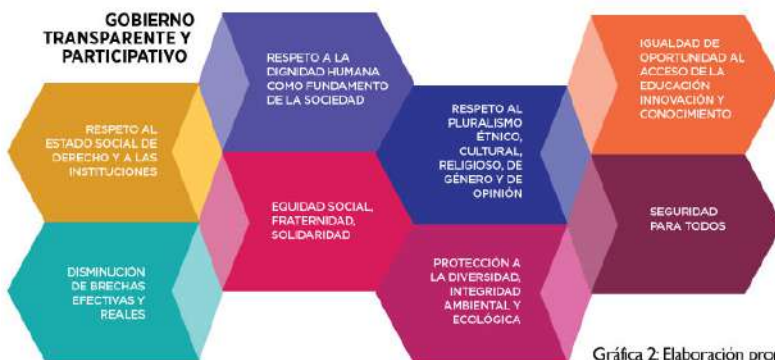 GOBIERNO
TRANSPARENTE Y
PARTICIPATIVO
RESPETO A LA
DIGNIDAD HUMANA
COMO FUNDAMENTO
DE LA SOCIEDAD
IGUALDAD DE
OPORTUNIDAD AL
ACCESO DE LA
EDUCACIÓN
INNOVACIÓN Y
CONOCIMIENTO
RESPETO AL
ESTADO SOCIAL DE
DERECHO Y A LAS
INSTITUCIONES
RESPETO AL
PLURALISMO
ÉTNICO,
CULTURAL,
RELIGIOSO, DE
GÉNERO Y DE
OPINIÓN
EQUIDAD SOCIAL,
FRATERNIDAD,
SOLIDARIDAD
SEGURIDAD
PARA TODOS
DISMINUCIÓN
DE BRECHAS
EFECTIVAS Y
REALES
PROTECCIÓN A
LA DIVERSIDAD,
INTEGRIDAD
AMBIENTAL Y
ECOLÓGICA
Gráfica 2: Elaboración